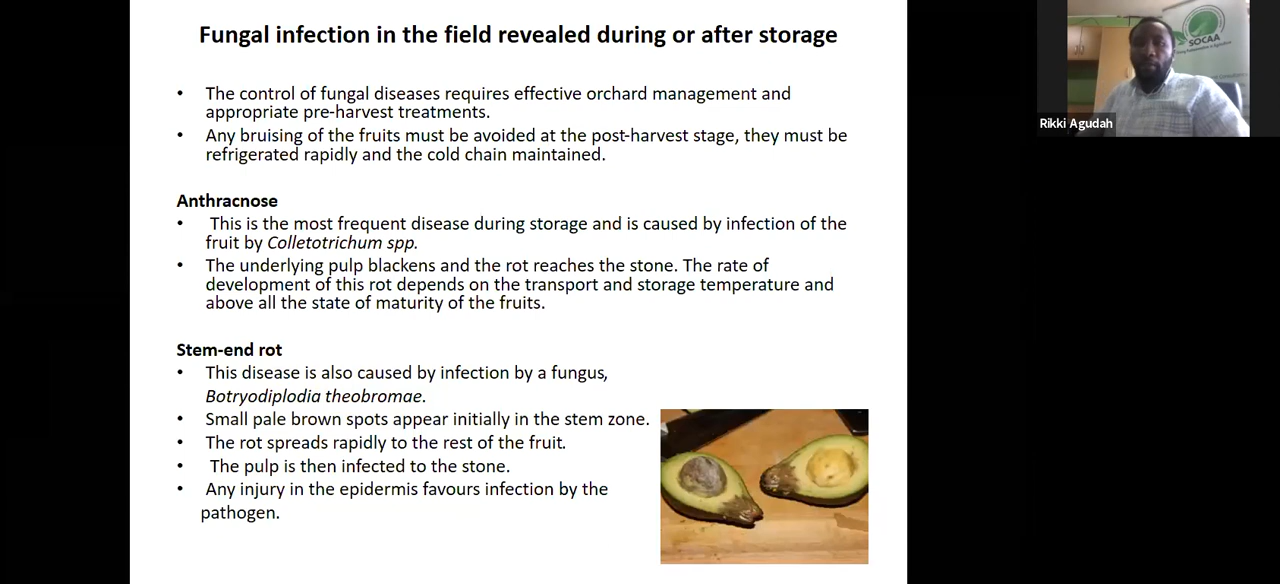 Fungal infection in the field revealed during or after storage
• The control of fungal diseases requires effective orchard management and
appropriate pre-harvest treatments.
• Any bruising of the fruits must be avoided at the post-harvest stage, they must be
refrigerated rapidly and the cold chain maintained.
Anthracnose
• This is the most frequent disease during storage and is caused by infection of the
fruit by Colletotrichum spp.
• The underlying pulp blackens and the rot reaches the stone. The rate of
development of this rot depends on the transport and storage temperature and
above all the state of maturity of the fruits.
Stem-end rot
• This disease is also caused by infection by a fungus,
Botryodiplodia theobromae.
• Small pale brown spots appear initially in the stem zone.
• The rot spreads rapidly to the rest of the fruit.
• The pulp is then infected to the stone.
• Any injury in the epidermis favours infection by the
pathogen.
SOCAA
Rikki Agudah